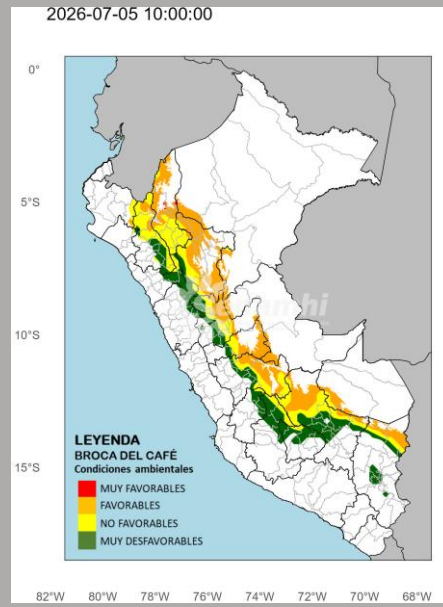 2026-07-05 10:00:00
0°
5°S
10°S
15°S
senamhi
LEYENDA
BROCA DEL CAFÉ
Condiciones ambientales
MUY FAVORABLES
FAVORABLES
NO FAVORABLES
MUY DESFAVORABLES
82°W 80°W 78°W 76°W 74°W 72°W 70°W 68°W